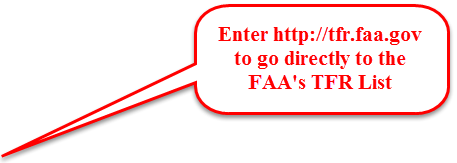 Enter http://tfr.faa.gov
to go directly to the
FAA's TFR List